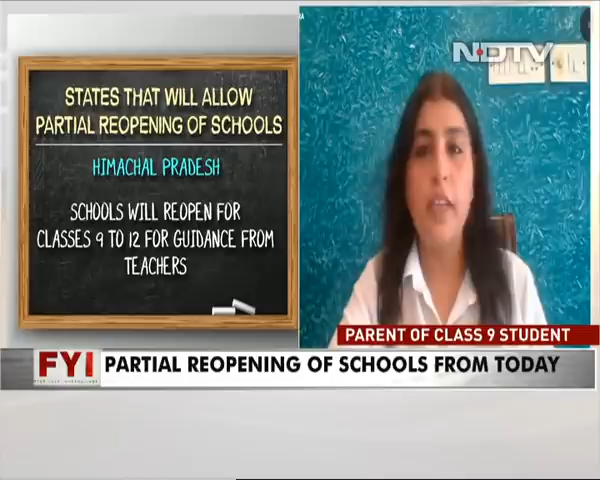 STATES THAT WILL ALLOW
PARTIAL REOPENING OF SCHOOLS
HIMACHAL PRADESH
SCHOOLS WILL REOPEN FOR
CLASSES 9 TO 12 FOR GUIDANCE FROM
TEACHERS
NDTV
PARENT OF CLASS 9 STUDENT
FYI
PARTIAL REOPENING OF SCHOOLS FROM TODAY